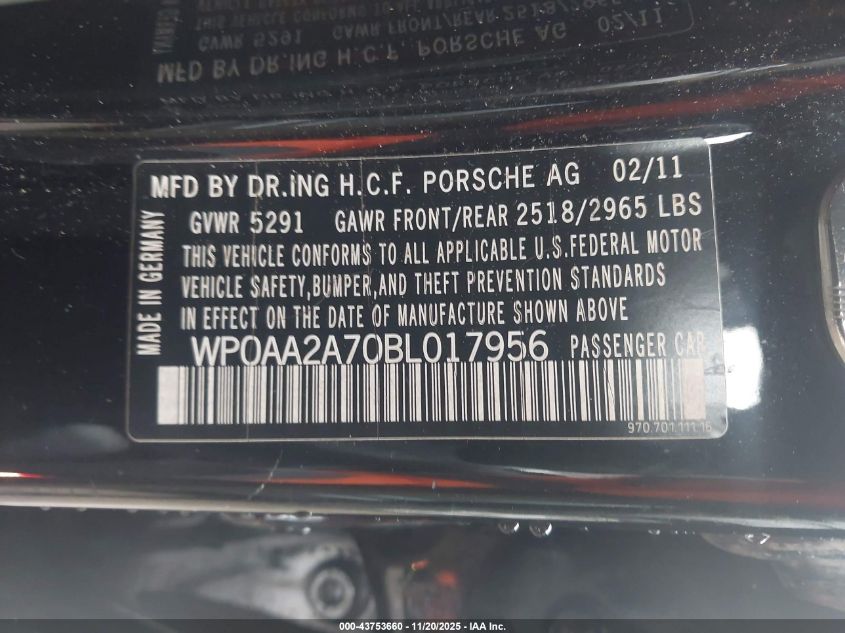 MFD BY DR.ING H.C.F. PORSCHE AG 02/11
GVWR 5291 GAWR FRONT/REAR 2518/2965 LBS
THIS VEHICLE CONFORMS TO ALL APPLICABLE U.S.FEDERAL MOTOR
VEHICLE SAFETY,BUMPER,AND THEFT PREVENTION STANDARDS
IN EFFECT ON THE DATE OF MANUFACTURE SHOWN ABOVE
WP0AA2A70BL017956 PASSENGER CAR
970.701.111.15
MADE IN GERMANY
000-43753660 - 11/20/2025 - IAA Inc.